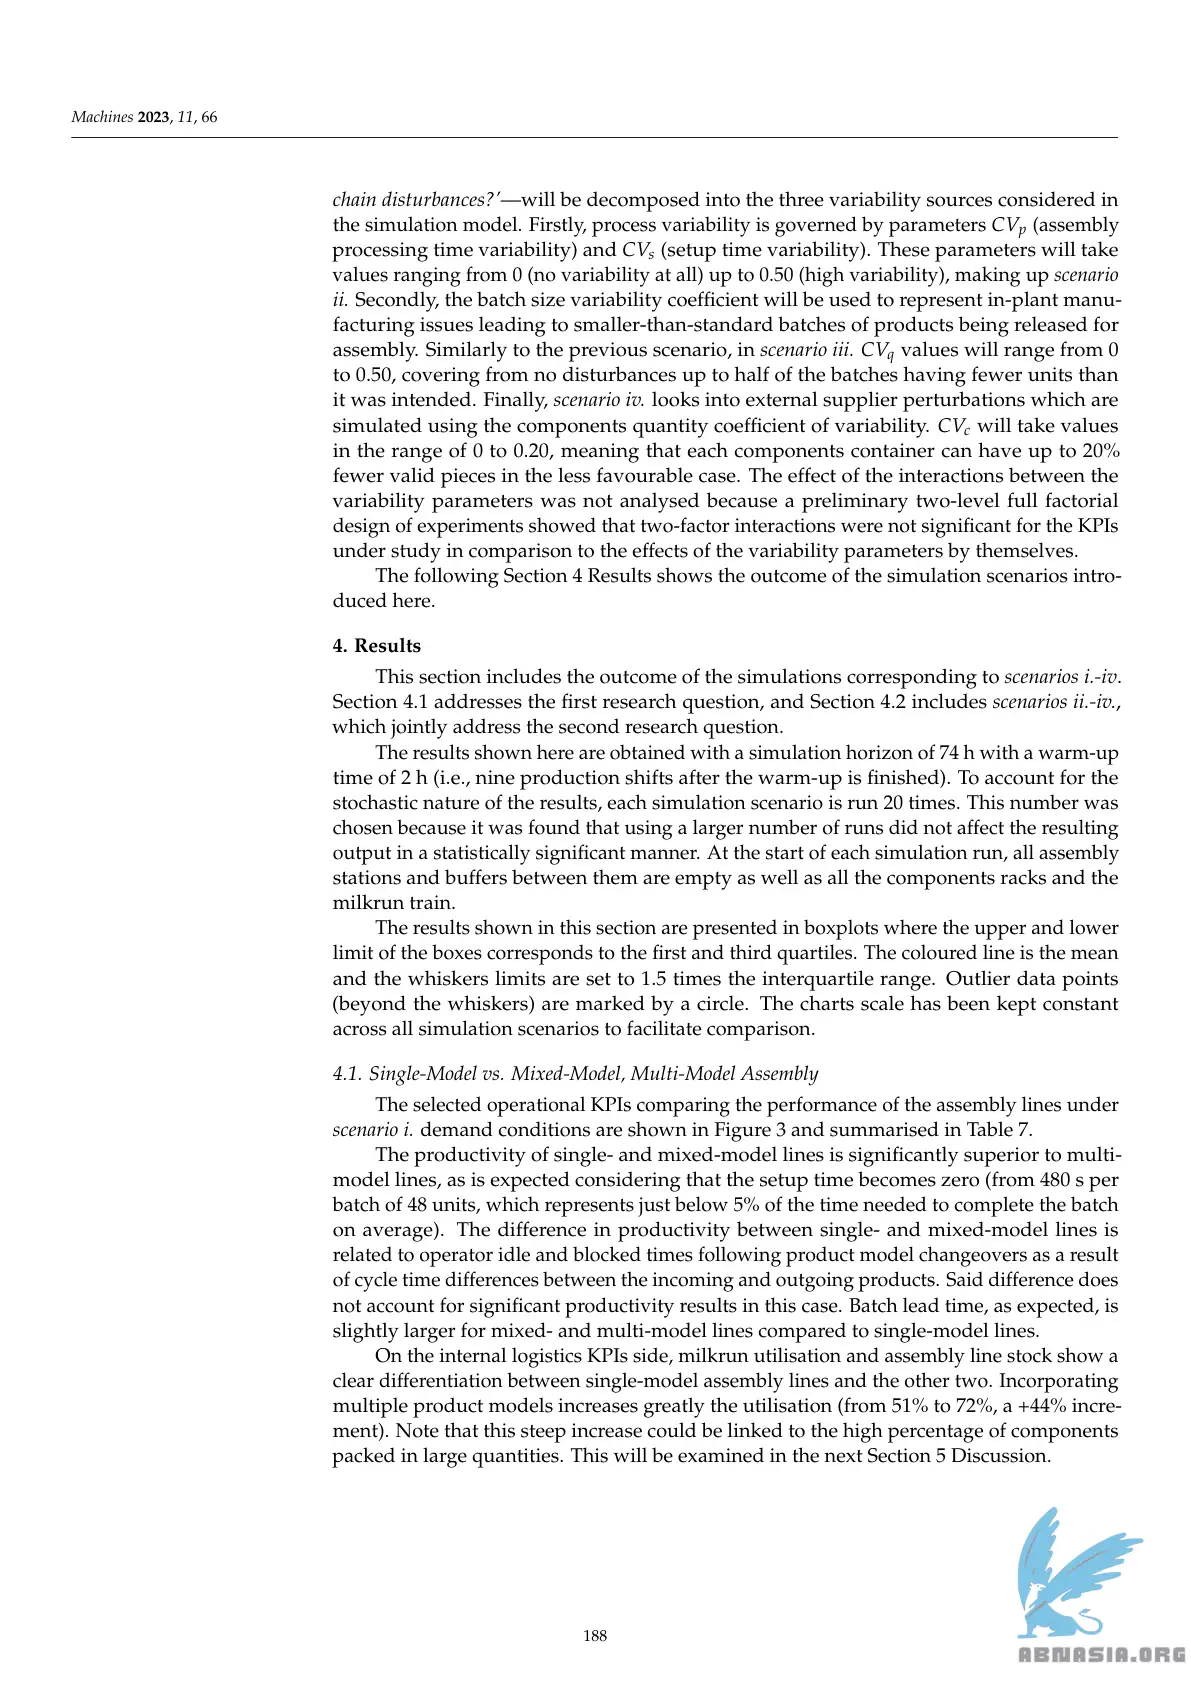 Machines 2023, 11, 66
chain disturbances?’—will be decomposed into the three variability sources considered in
the simulation model. Firstly, process variability is governed by parameters CVp (assembly
processing time variability) and CVs (setup time variability). These parameters will take
values ranging from 0 (no variability at all) up to 0.50 (high variability), making up scenario
ii. Secondly, the batch size variability coefficient will be used to represent in-plant manu-
facturing issues leading to smaller-than-standard batches of products being released for
assembly. Similarly to the previous scenario, in scenario iii. CVq values will range from 0
to 0.50, covering from no disturbances up to half of the batches having fewer units than
it was intended. Finally, scenario iv. looks into external supplier perturbations which are
simulated using the components quantity coefficient of variability. CVc will take values
in the range of 0 to 0.20, meaning that each components container can have up to 20%
fewer valid pieces in the less favourable case. The effect of the interactions between the
variability parameters was not analysed because a preliminary two-level full factorial
design of experiments showed that two-factor interactions were not significant for the KPIs
under study in comparison to the effects of the variability parameters by themselves.
The following Section 4 Results shows the outcome of the simulation scenarios intro-
duced here.
4. Results
This section includes the outcome of the simulations corresponding to scenarios i.-iv.
Section 4.1 addresses the first research question, and Section 4.2 includes scenarios ii.-iv.,
which jointly address the second research question.
The results shown here are obtained with a simulation horizon of 74 h with a warm-up
time of 2 h (i.e., nine production shifts after the warm-up is finished). To account for the
stochastic nature of the results, each simulation scenario is run 20 times. This number was
chosen because it was found that using a larger number of runs did not affect the resulting
output in a statistically significant manner. At the start of each simulation run, all assembly
stations and buffers between them are empty as well as all the components racks and the
milkrun train.
The results shown in this section are presented in boxplots where the upper and lower
limit of the boxes corresponds to the first and third quartiles. The coloured line is the mean
and the whiskers limits are set to 1.5 times the interquartile range. Outlier data points
(beyond the whiskers) are marked by a circle. The charts scale has been kept constant
across all simulation scenarios to facilitate comparison.
4.1. Single-Model vs. Mixed-Model, Multi-Model Assembly
The selected operational KPIs comparing the performance of the assembly lines under
scenario i. demand conditions are shown in Figure 3 and summarised in Table 7.
The productivity of single- and mixed-model lines is significantly superior to multi-
model lines, as is expected considering that the setup time becomes zero (from 480 s per
batch of 48 units, which represents just below 5% of the time needed to complete the batch
on average). The difference in productivity between single- and mixed-model lines is
related to operator idle and blocked times following product model changeovers as a result
of cycle time differences between the incoming and outgoing products. Said difference does
not account for significant productivity results in this case. Batch lead time, as expected, is
slightly larger for mixed- and multi-model lines compared to single-model lines.
On the internal logistics KPIs side, milkrun utilisation and assembly line stock show a
clear differentiation between single-model assembly lines and the other two. Incorporating
multiple product models increases greatly the utilisation (from 51% to 72%, a +44% incre-
ment). Note that this steep increase could be linked to the high percentage of components
packed in large quantities. This will be examined in the next Section 5 Discussion.
188
ABNASIA.ORG